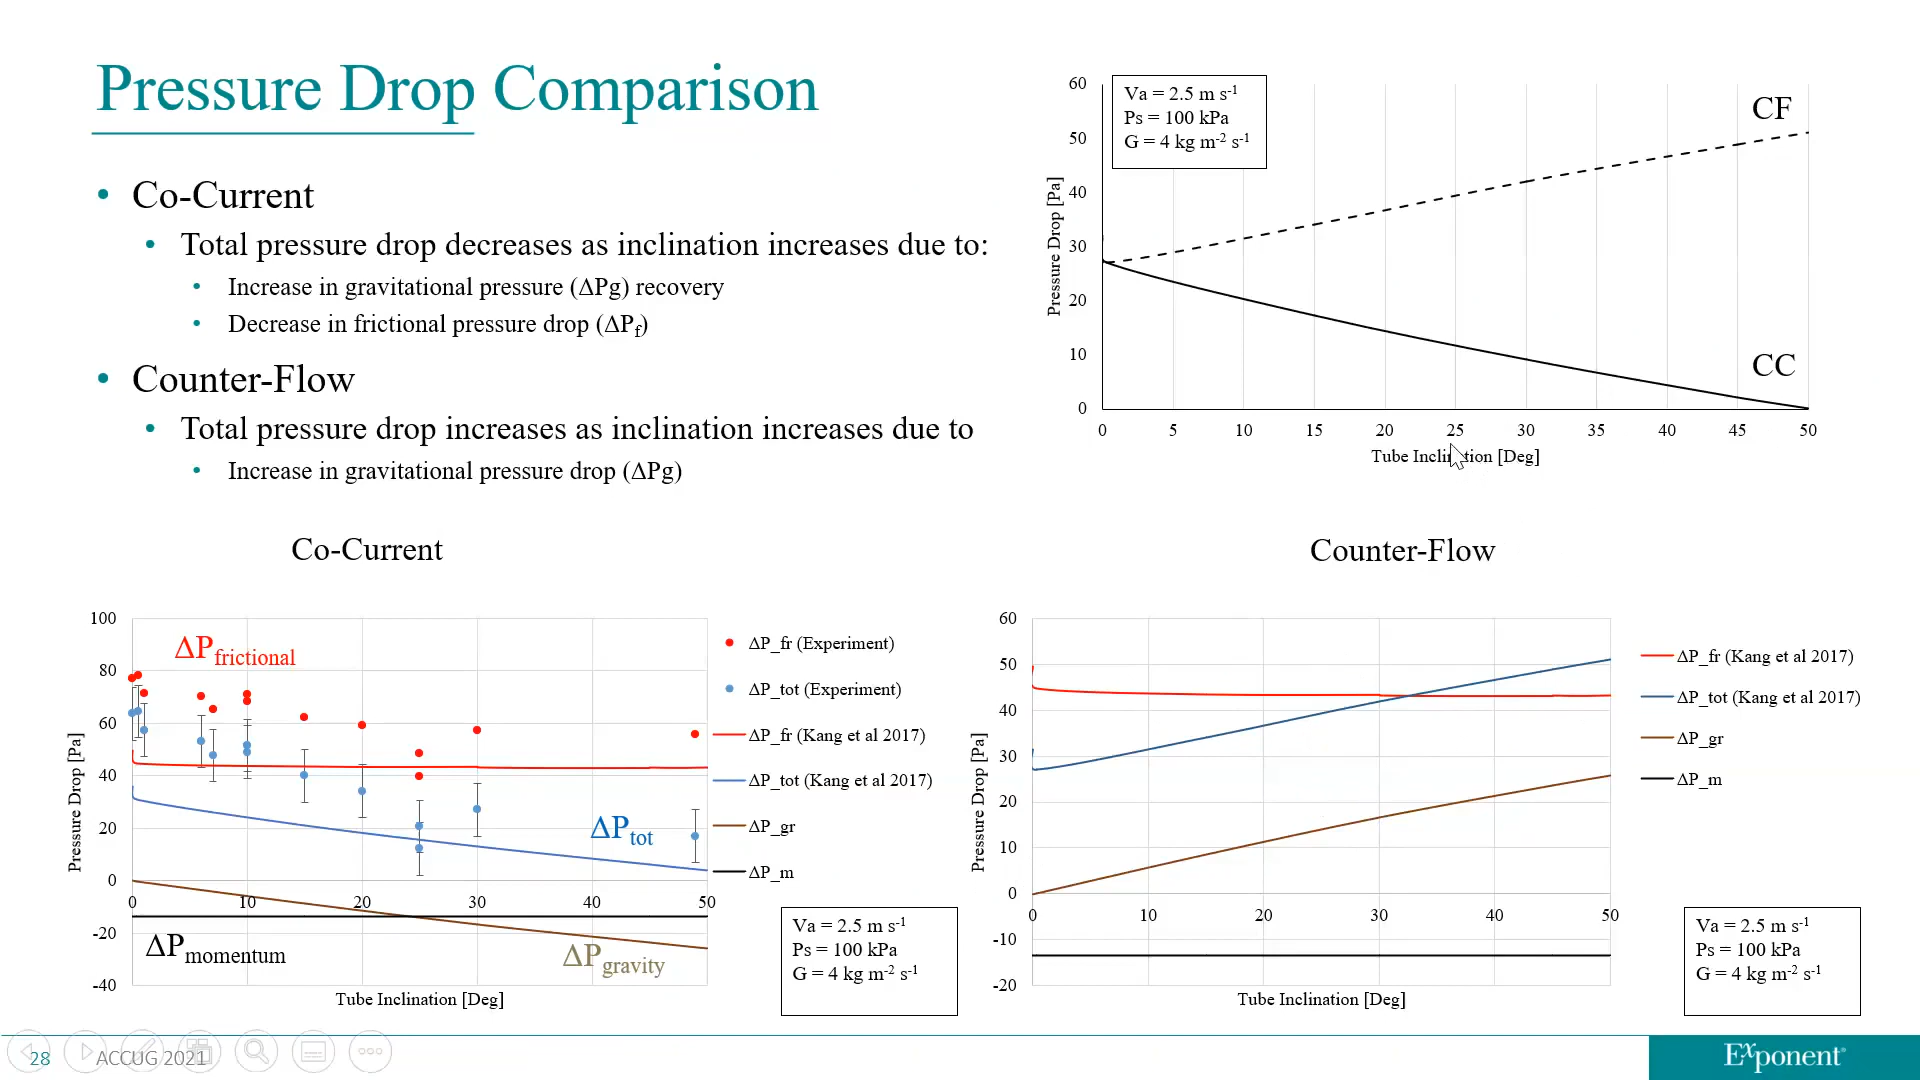 Pressure Drop Comparison
• Co-Current
• Total pressure drop decreases as inclination increases due to:
• Increase in gravitational pressure (ΔPg) recovery
• Decrease in frictional pressure drop (ΔPf)
• Counter-Flow
• Total pressure drop increases as inclination increases due to
• Increase in gravitational pressure drop (ΔPg)
60
50
40
30
20
10
0
Pressure Drop [Pa]
Va = 2.5 m s-1
Ps = 100 kPa
G = 4 kg m-2 s-1
CF
CC
0 5 10 15 20 25 30 35 40 45 50
Tube Inclination [Deg]
Co-Current
100
80
60
40
20
0
-20
-40
Pressure Drop [Pa]
ΔPfrictional
ΔPtot
ΔPmomentum
ΔPgravity
0 10 20 30 40 50
Tube Inclination [Deg]
ΔP_fr (Experiment)
ΔP_tot (Experiment)
ΔP_fr (Kang et al 2017)
ΔP_tot (Kang et al 2017)
ΔP_gr
ΔP_m
Va = 2.5 m s-1
Ps = 100 kPa
G = 4 kg m-2 s-1
Counter-Flow
60
50
40
30
20
10
0
-10
-20
Pressure Drop [Pa]
0 10 20 30 40 50
Tube Inclination [Deg]
ΔP_fr (Kang et al 2017)
ΔP_tot (Kang et al 2017)
ΔP_gr
ΔP_m
Va = 2.5 m s-1
Ps = 100 kPa
G = 4 kg m-2 s-1
28 ACCUG 2021
Exponent®